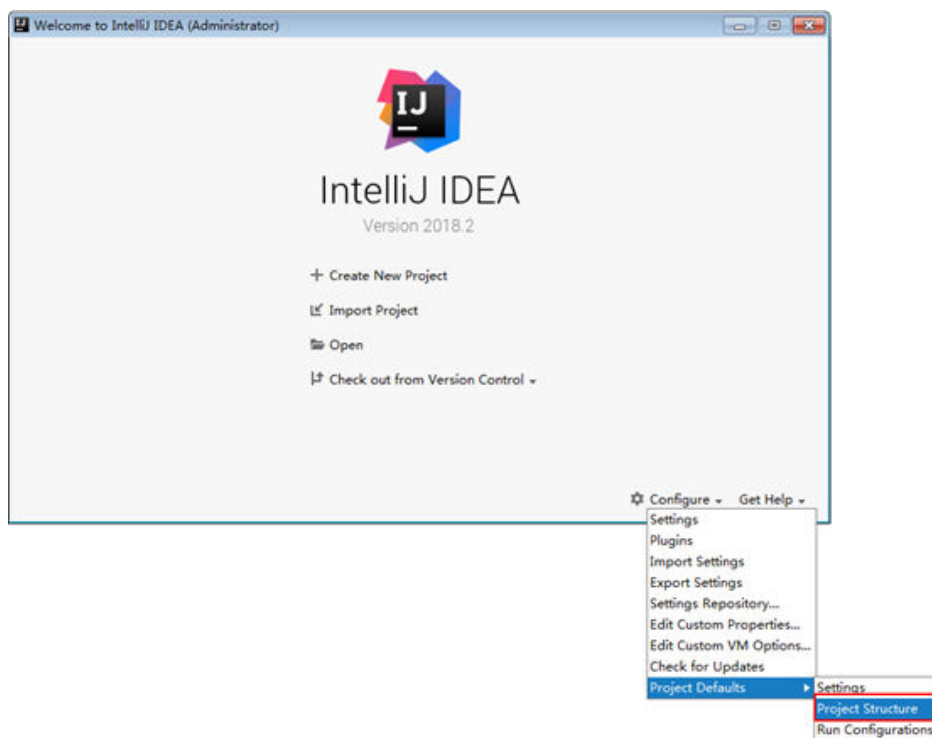 Welcome to IntelliJ IDEA (Administrator)
IJ
IntelliJ IDEA
Version 2018.2
Create New Project
Import Project
Open
Check out from Version Control
Configure Get Help
Settings
Plugins
Import Settings
Export Settings
Settings Repository...
Edit Custom Properties...
Edit Custom VM Options...
Check for Updates
Project Defaults Settings
Project Structure
Run Configurations